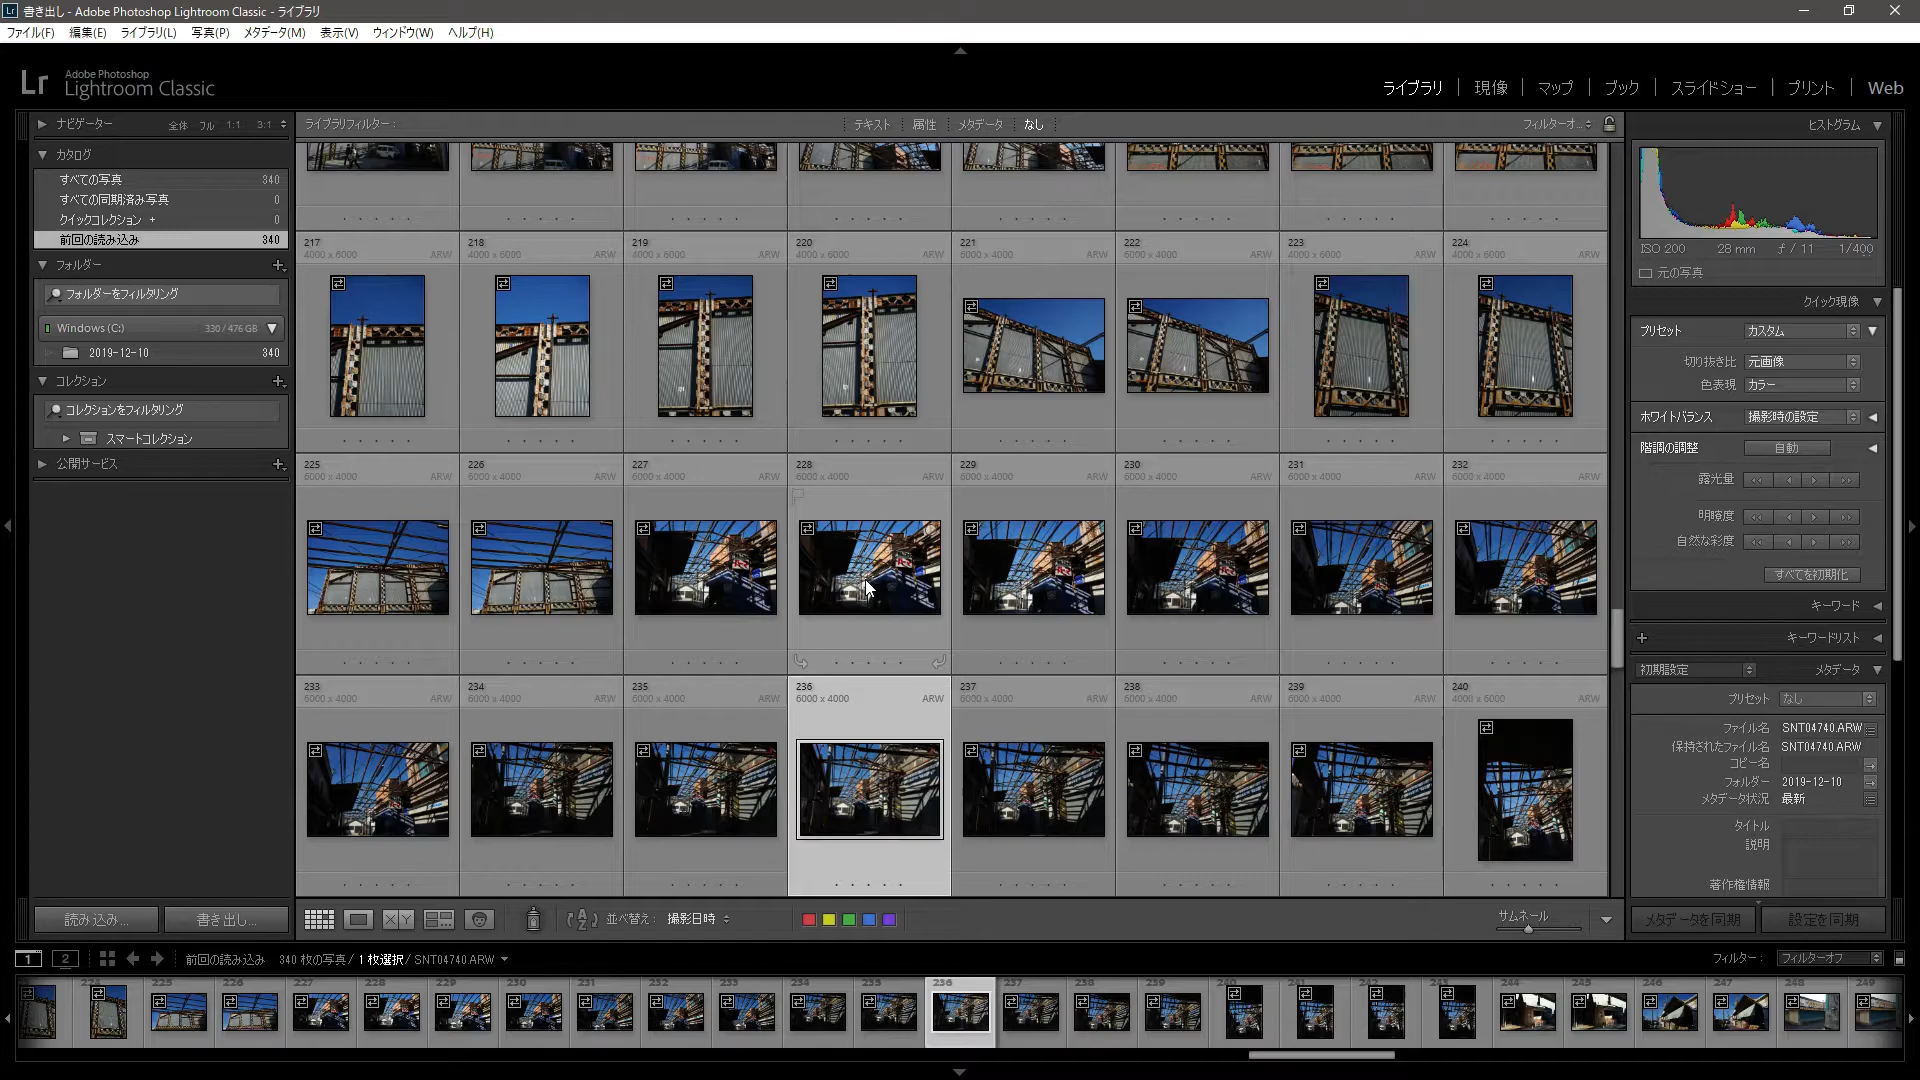 書き出し - Adobe Photoshop Lightroom Classic - ライブラリ
ファイル(F) 編集(E) ライブラリ(L) 写真(P) メタデータ(M) 表示(V) ウィンドウ(W) ヘルプ(H)
Lr Adobe Photoshop
Lightroom Classic
ライブラリ 現像 マップ ブック スライドショー プリント Web
ナビゲーター 全体 フル 1:1 3:1
カタログ
すべての写真 340
すべての同期済み写真 0
クイックコレクション + 0
前回の読み込み 340
フォルダー
フォルダーをフィルタリング
Windows (C:) 330 / 476 GB
2019-12-10 340
コレクション
コレクションをフィルタリング
スマートコレクション
公開サービス
読み込み... 書き出し...
ライブラリフィルター : テキスト 属性 メタデータ なし フィルターオ...
217 218 219 220 221 222 223 224
4000 x 6000 ARW 4000 x 6000 ARW 4000 x 6000 ARW 4000 x 6000 ARW 6000 x 4000 ARW 6000 x 4000 ARW 4000 x 6000 ARW 4000 x 6000 ARW
225 226 227 228 229 230 231 232
6000 x 4000 ARW 6000 x 4000 ARW 6000 x 4000 ARW 6000 x 4000 ARW 6000 x 4000 ARW 6000 x 4000 ARW 6000 x 4000 ARW 6000 x 4000 ARW
233 234 235 236 237 238 239 240
6000 x 4000 ARW 6000 x 4000 ARW 6000 x 4000 ARW 6000 x 4000 ARW 6000 x 4000 ARW 6000 x 4000 ARW 6000 x 4000 ARW 4000 x 6000 ARW
並べ替え : 撮影日時 サムネール
ヒストグラム
ISO 200 28 mm f / 11 1/400
元の写真
クイック現像
プリセット カスタム
切り抜き比 元画像
色表現 カラー
ホワイトバランス 撮影時の設定
階調の調整 自動
露光量
明瞭度
自然な彩度
すべてを初期化
キーワード
キーワードリスト
初期設定 メタデータ
プリセット なし
ファイル名 SNT04740.ARW
保持されたファイル名 SNT04740.ARW
コピー名
フォルダー 2019-12-10
メタデータ状況 最新
タイトル
説明
著作権情報
メタデータを同期 設定を同期
1 2 前回の読み込み 340 枚の写真 / 1 枚選択 / SNT04740.ARW フィルター : フィルターオフ
225 226 227 228 229 230 231 232 233 234 235 236 237 238 239 240 241 242 243 244 245 246 247 248 249